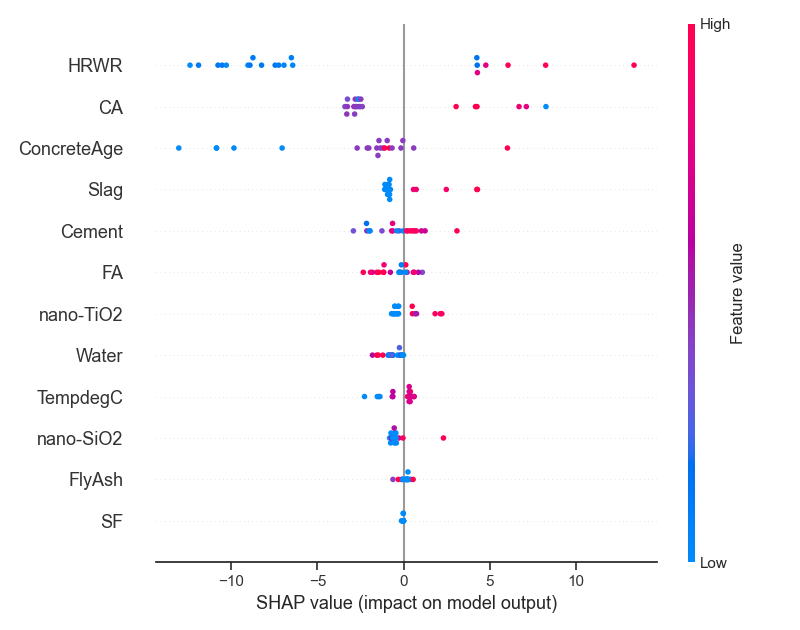 High
HRWR
CA
ConcreteAge
Slag
Cement
FA
nano-TiO2
Water
TempdegC
nano-SiO2
FlyAsh
SF
Feature value
Low
−10 −5 0 5 10
SHAP value (impact on model output)